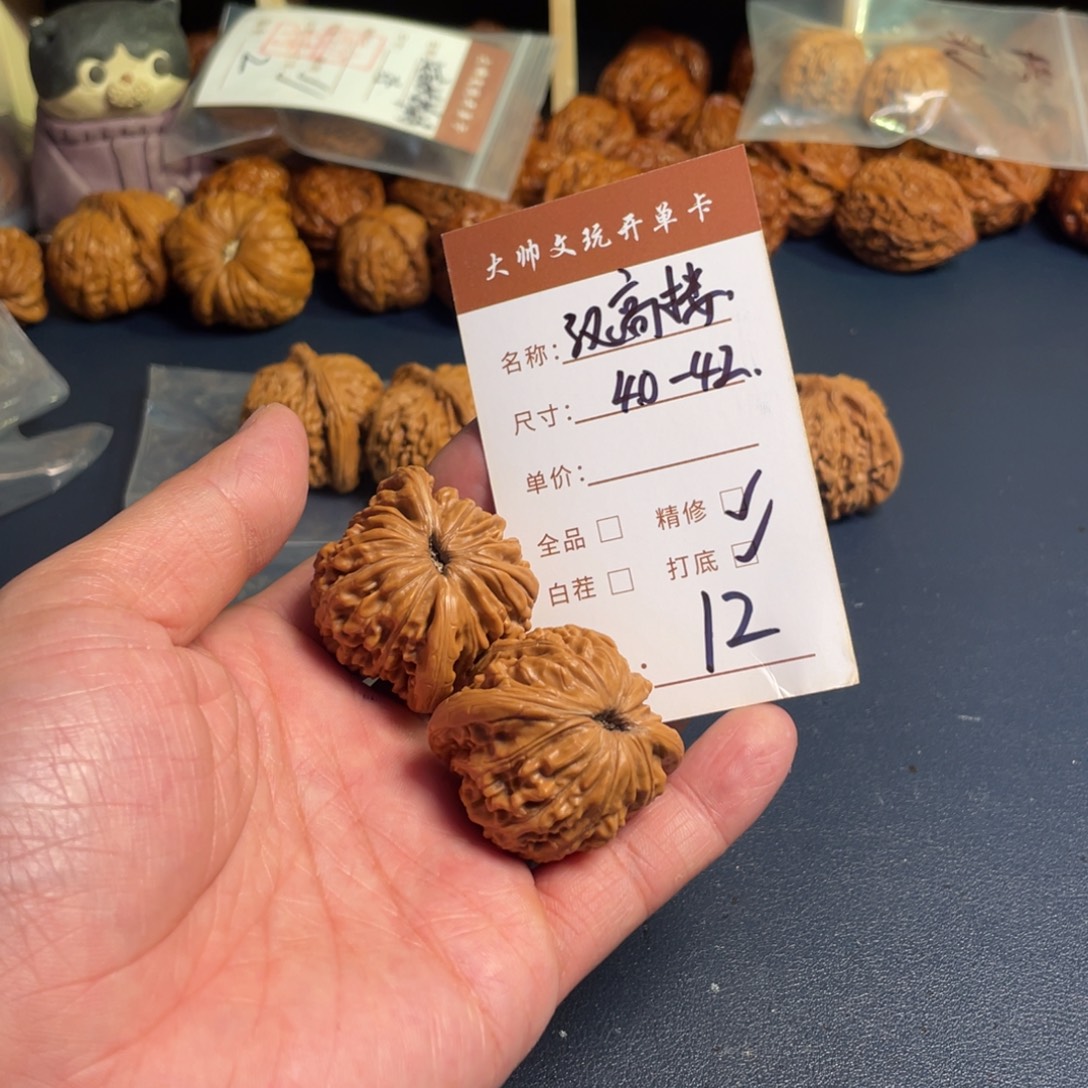 大帅文玩开单卡
名称：汉高楼
尺寸：40-42.
单价：
全品 □ 精修 ☑
白茬 □ 打底 ☑
12